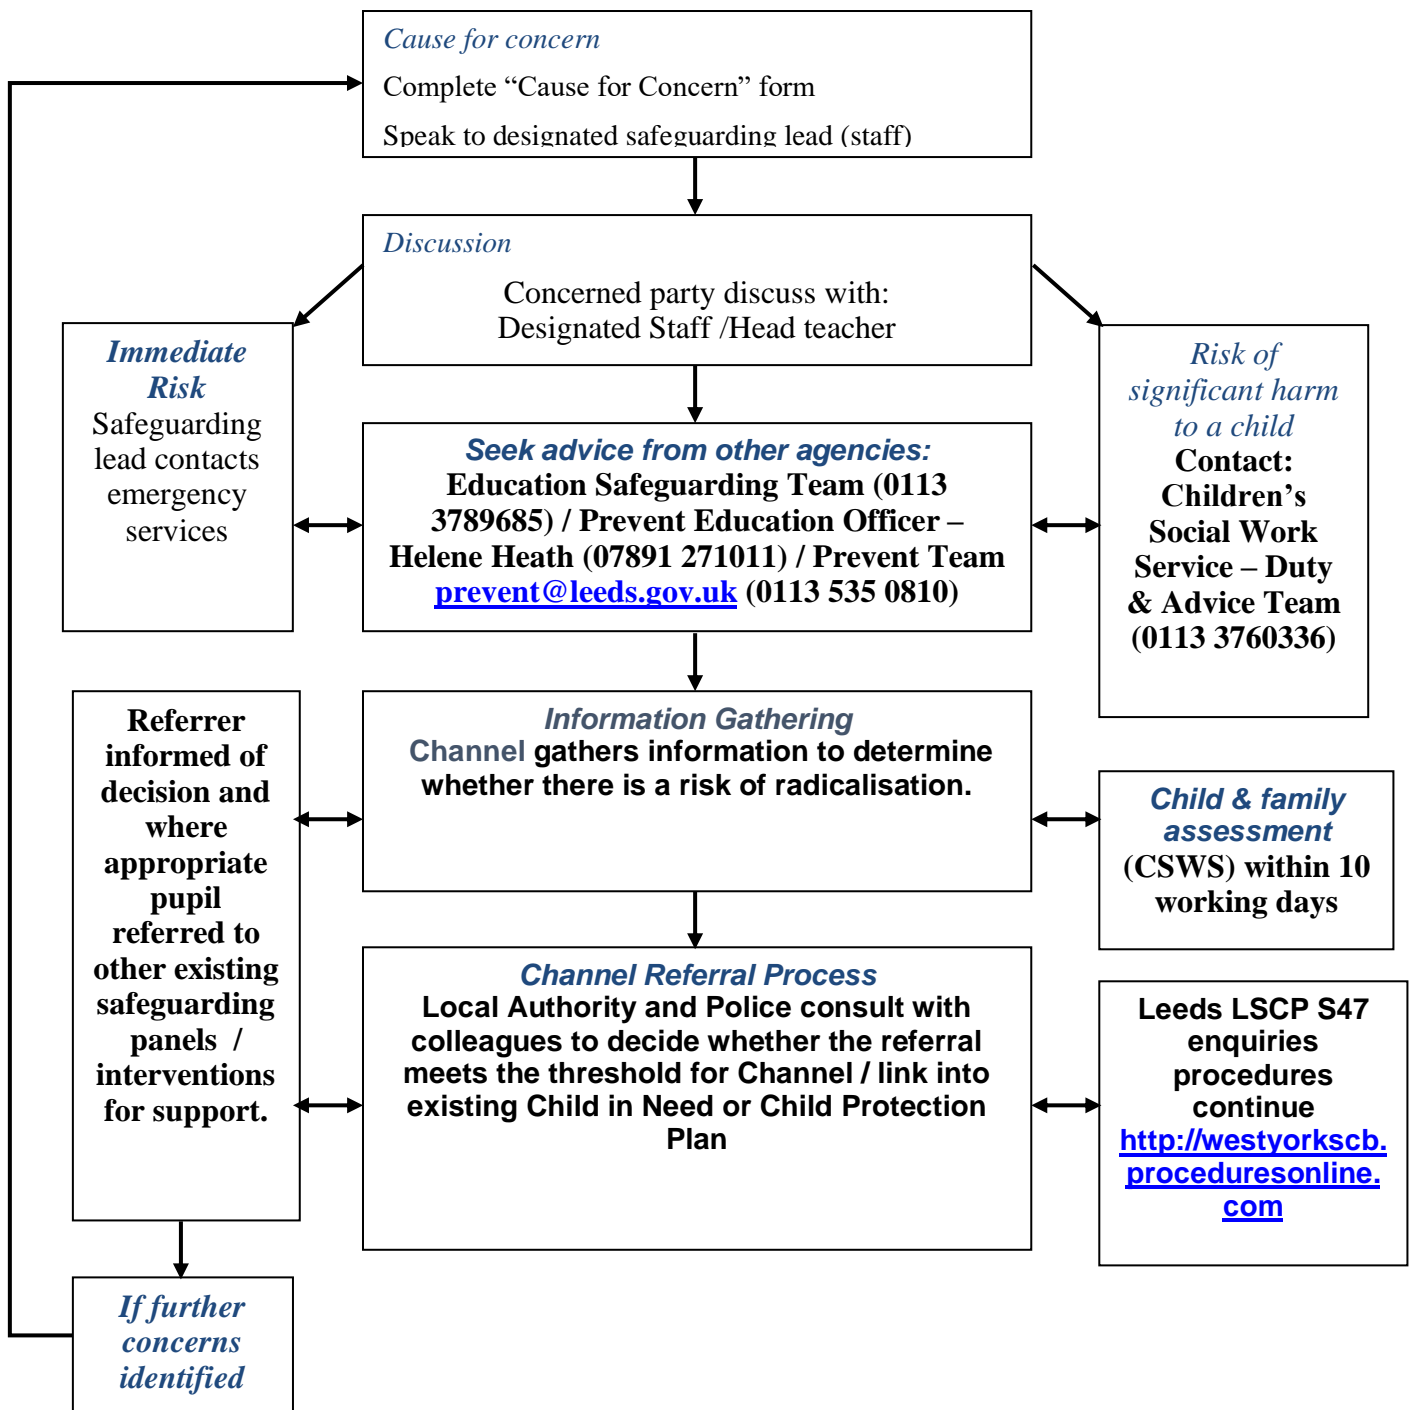 Cause for concern
Complete “Cause for Concern” form
Speak to designated safeguarding lead (staff)
Discussion
Concerned party discuss with:
Designated Staff /Head teacher
Immediate
Risk
Safeguarding
lead contacts
emergency
services
Seek advice from other agencies:
Education Safeguarding Team (0113
3789685) / Prevent Education Officer –
Helene Heath (07891 271011) / Prevent Team
prevent@leeds.gov.uk (0113 535 0810)
Risk of
significant harm
to a child
Contact:
Children’s
Social Work
Service – Duty
& Advice Team
(0113 3760336)
Referrer
informed of
decision and
where
appropriate
pupil
referred to
other existing
safeguarding
panels /
interventions
for support.
Information Gathering
Channel gathers information to determine
whether there is a risk of radicalisation.
Child & family
assessment
(CSWS) within 10
working days
Channel Referral Process
Local Authority and Police consult with
colleagues to decide whether the referral
meets the threshold for Channel / link into
existing Child in Need or Child Protection
Plan
Leeds LSCP S47
enquiries
procedures
continue
http://westyorkscb.
proceduresonline.
com
If further
concerns
identified